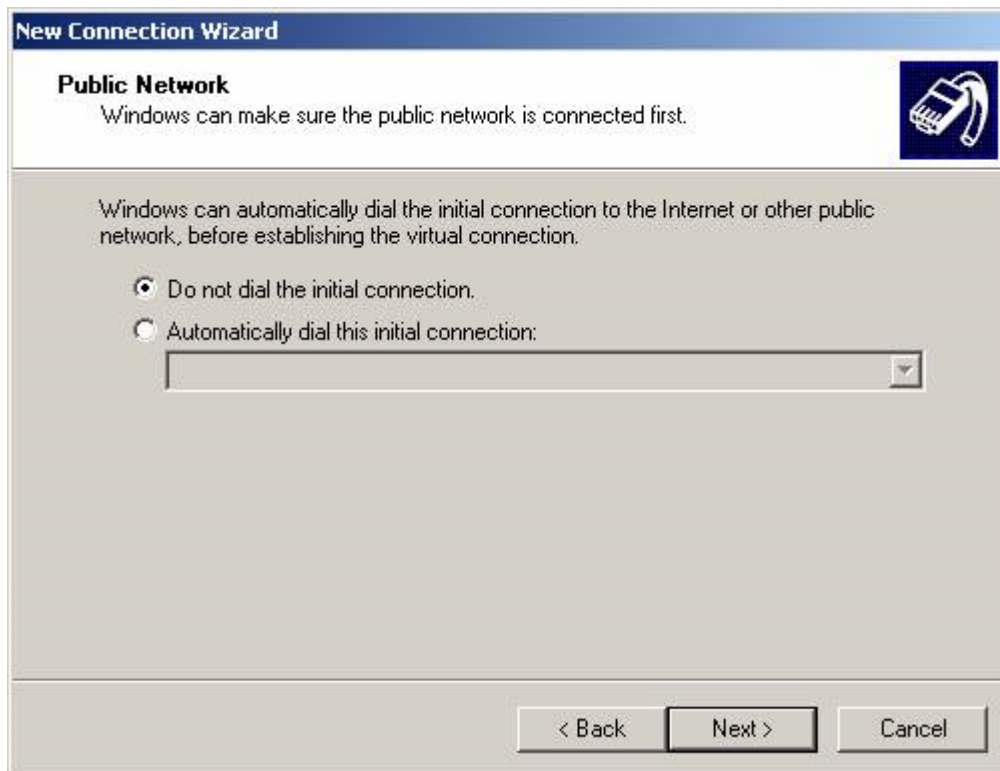 New Connection Wizard
Public Network
Windows can make sure the public network is connected first.
Windows can automatically dial the initial connection to the Internet or other public
network, before establishing the virtual connection.
Do not dial the initial connection.
Automatically dial this initial connection:
< Back
Next >
Cancel